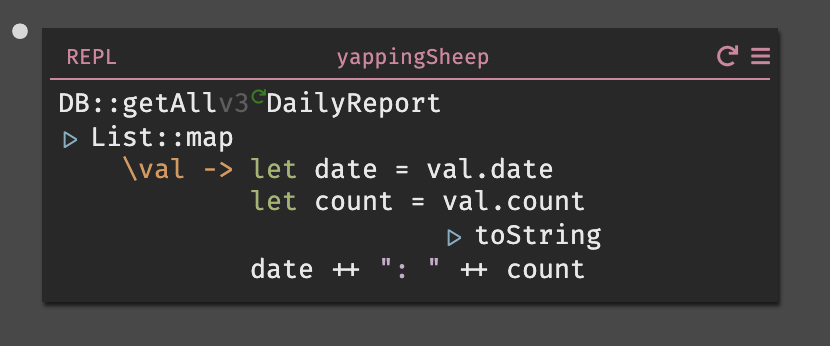 REPL yappingSheep
DB::getAllv3 DailyReport
▷ List::map
\val -> let date = val.date
let count = val.count
▷ toString
date ++ ": " ++ count